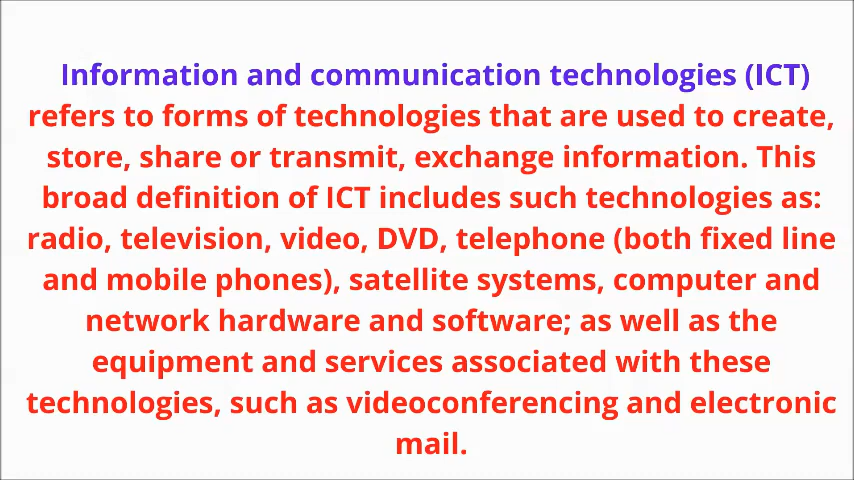 Information and communication technologies (ICT)
refers to forms of technologies that are used to create,
store, share or transmit, exchange information. This
broad definition of ICT includes such technologies as:
radio, television, video, DVD, telephone (both fixed line
and mobile phones), satellite systems, computer and
network hardware and software; as well as the
equipment and services associated with these
technologies, such as videoconferencing and electronic
mail.